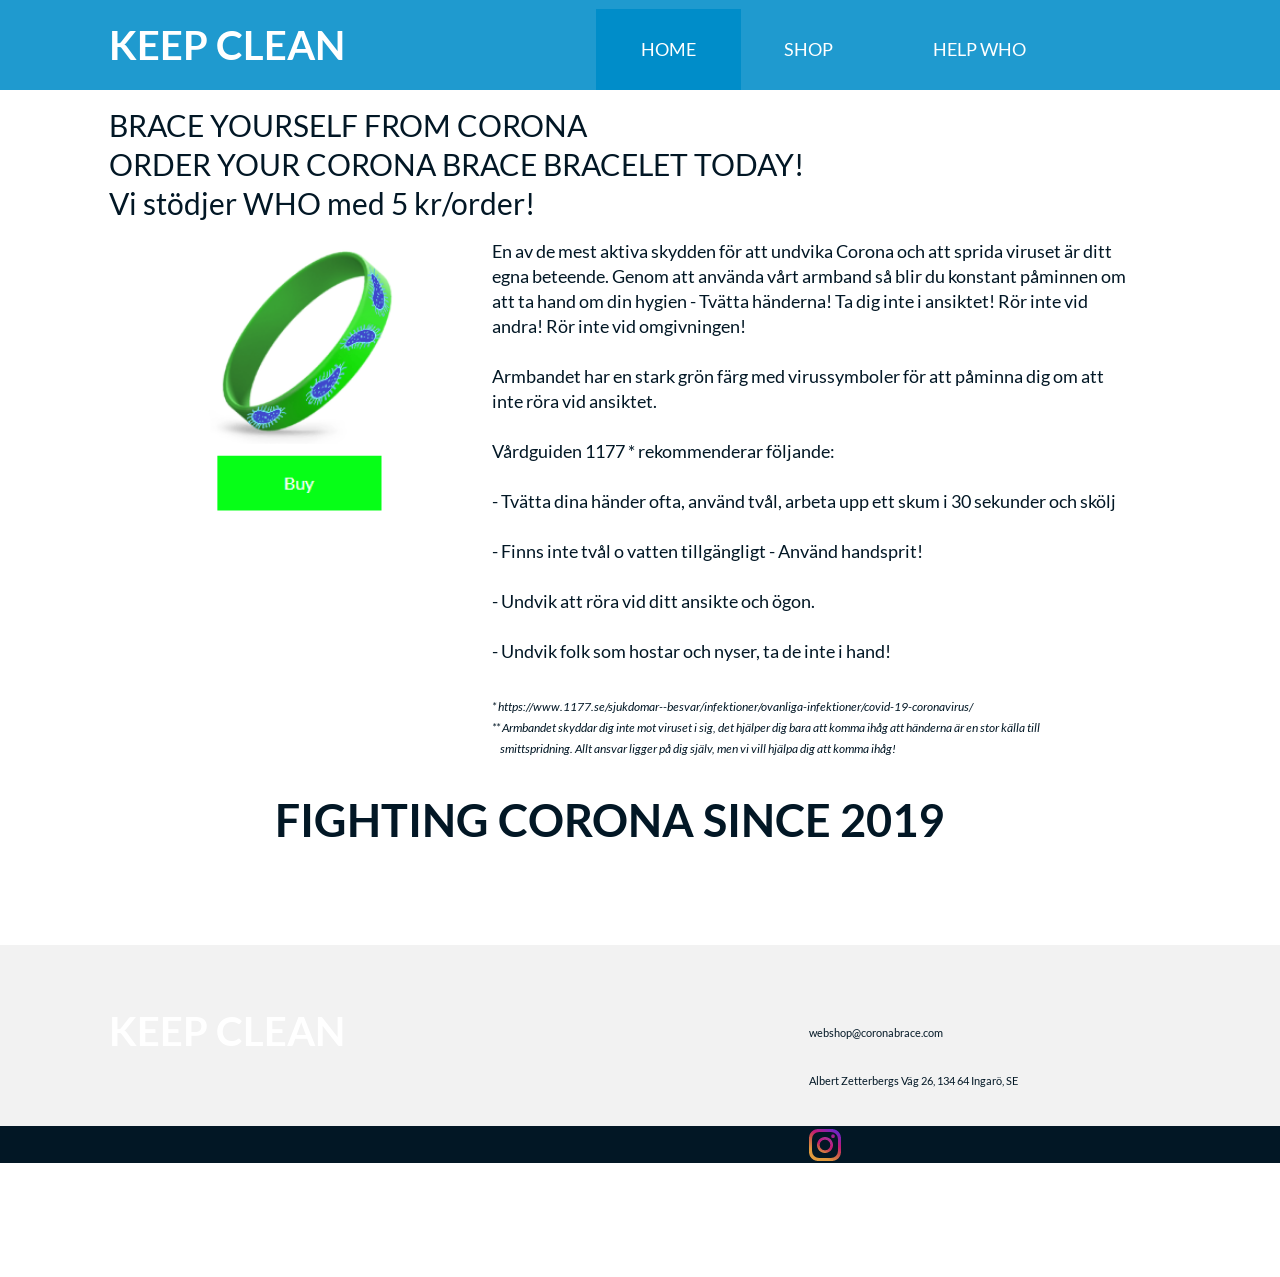 KEEP CLEAN
HOME
SHOP
HELP WHO
BRACE YOURSELF FROM CORONA
ORDER YOUR CORONA BRACE BRACELET TODAY!
Vi stödjer WHO med 5 kr/order!
En av de mest aktiva skydden för att undvika Corona och att sprida viruset är ditt
egna beteende. Genom att använda vårt armband så blir du konstant påminnen om
att ta hand om din hygien - Tvätta händerna! Ta dig inte i ansiktet! Rör inte vid
andra! Rör inte vid omgivningen!
Armbandet har en stark grön färg med virussymboler för att påminna dig om att
inte röra vid ansiktet.
Vårdguiden 1177 * rekommenderar följande:
- Tvätta dina händer ofta, använd tvål, arbeta upp ett skum i 30 sekunder och skölj
- Finns inte tvål o vatten tillgängligt - Använd handsprit!
- Undvik att röra vid ditt ansikte och ögon.
- Undvik folk som hostar och nyser, ta de inte i hand!
* https://www.1177.se/sjukdomar--besvar/infektioner/ovanliga-infektioner/covid-19-coronavirus/
** Armbandet skyddar dig inte mot viruset i sig, det hjälper dig bara att komma ihåg att händerna är en stor källa till
smittspridning. Allt ansvar ligger på dig själv, men vi vill hjälpa dig att komma ihåg!
Buy
FIGHTING CORONA SINCE 2019
KEEP CLEAN
webshop@coronabrace.com
Albert Zetterbergs Väg 26, 134 64 Ingarö, SE